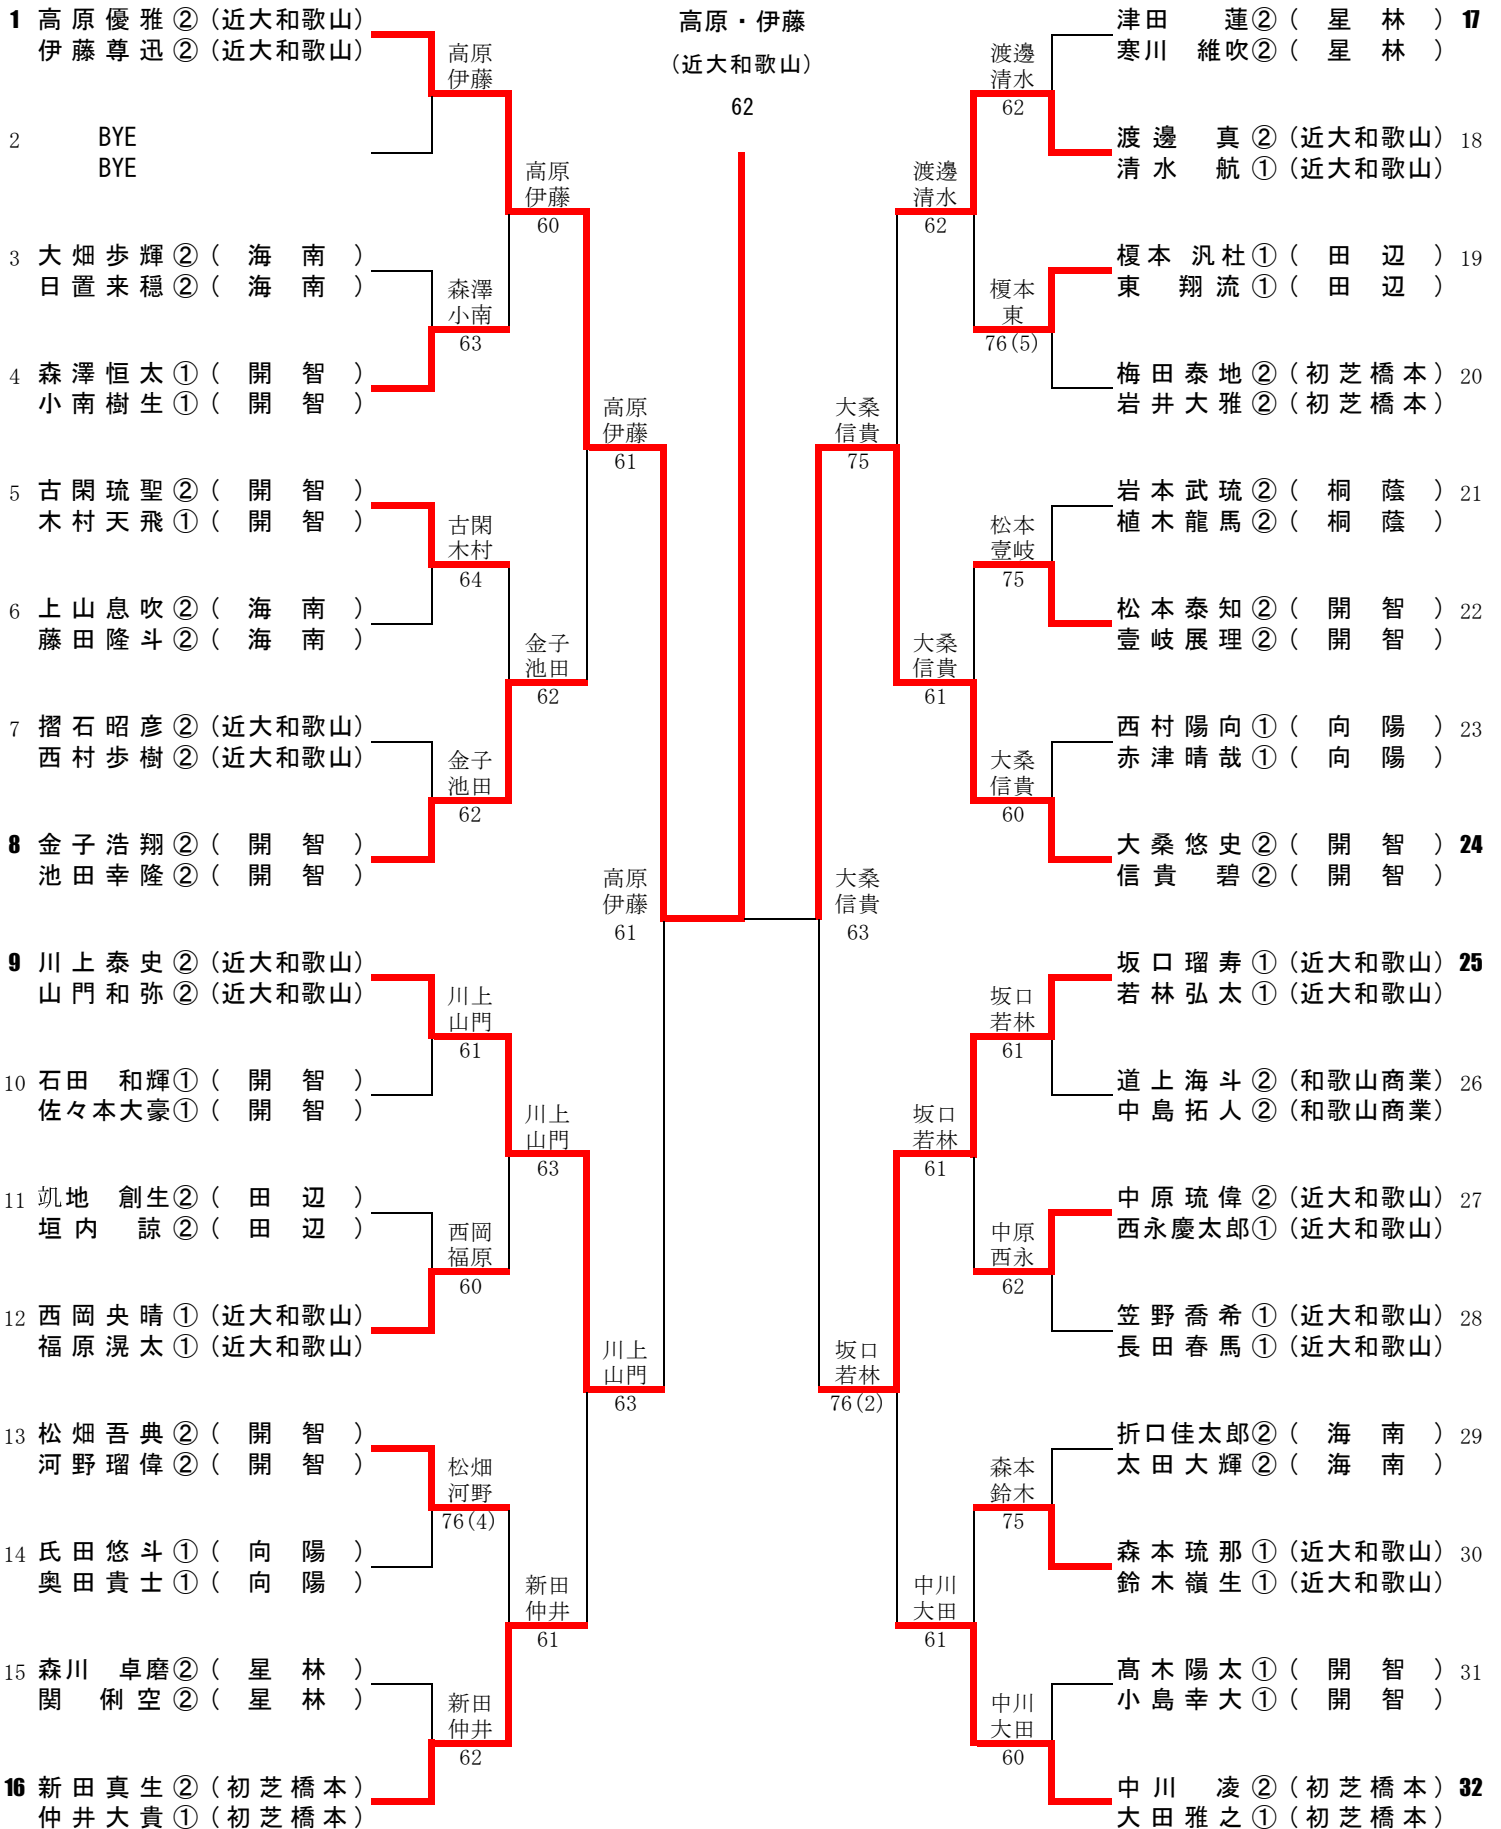 高原・伊藤
(近大和歌山)
62
1 高原優雅② (近大和歌山)
伊藤尊迅② (近大和歌山)
2 BYE
BYE
3 大畑歩輝② ( 海 南 )
日置来穏② ( 海 南 )
4 森澤恒太① ( 開 智 )
小南樹生① ( 開 智 )
5 古閑琉聖② ( 開 智 )
木村天飛① ( 開 智 )
6 上山息吹② ( 海 南 )
藤田隆斗② ( 海 南 )
7 摺石昭彦② (近大和歌山)
西村歩樹② (近大和歌山)
8 金子浩翔② ( 開 智 )
池田幸隆② ( 開 智 )
9 川上泰史② (近大和歌山)
山門和弥② (近大和歌山)
10 石田 和輝① ( 開 智 )
佐々本大豪① ( 開 智 )
11 凯地 創生② ( 田 辺 )
垣内 諒② ( 田 辺 )
12 西岡央晴① (近大和歌山)
福原滉太① (近大和歌山)
13 松畑吾典② ( 開 智 )
河野瑠偉② ( 開 智 )
14 氏田悠斗① ( 向 陽 )
奥田貴士① ( 向 陽 )
15 森川 卓磨② ( 星 林 )
関 俐空② ( 星 林 )
16 新田真生② (初芝橋本)
仲井大貴① (初芝橋本)
高原
伊藤
森澤
小南
63
古閑
木村
64
金子
池田
62
川上
山門
61
西岡
福原
60
松畑
河野
76(4)
新田
仲井
62
高原
伊藤
60
金子
池田
62
川上
山門
63
新田
仲井
61
高原
伊藤
61
川上
山門
63
高原
伊藤
61
大桑
信貴
63
大桑
信貴
75
坂口
若林
76(2)
渡邊
清水
62
大桑
信貴
61
坂口
若林
61
中川
大田
61
渡邊
清水
62
榎本
東
76(5)
松本
壹岐
75
大桑
信貴
60
坂口
若林
61
中原
西永
62
森本
鈴木
75
中川
大田
60
津田 蓮② ( 星 林 ) 17
寒川 維吹② ( 星 林 )
渡邊 真② (近大和歌山) 18
清水 航① (近大和歌山)
榎本 汎杜① ( 田 辺 ) 19
東 翔流① ( 田 辺 )
梅田泰地② (初芝橋本) 20
岩井大雅② (初芝橋本)
岩本武琉② ( 桐 蔭 ) 21
植木龍馬② ( 桐 蔭 )
松本泰知② ( 開 智 ) 22
壹岐展理② ( 開 智 )
西村陽向① ( 向 陽 ) 23
赤津晴哉① ( 向 陽 )
大桑悠史② ( 開 智 ) 24
信貴 碧② ( 開 智 )
坂口瑠寿① (近大和歌山) 25
若林弘太① (近大和歌山)
道上海斗② (和歌山商業) 26
中島拓人② (和歌山商業)
中原琉偉② (近大和歌山) 27
西永慶太郎① (近大和歌山)
笠野喬希① (近大和歌山) 28
長田春馬① (近大和歌山)
折口佳太郎② ( 海 南 ) 29
太田大輝② ( 海 南 )
森本琉那① (近大和歌山) 30
鈴木嶺生① (近大和歌山)
髙木陽太① ( 開 智 ) 31
小島幸大① ( 開 智 )
中川 凌② (初芝橋本) 32
大田雅之① (初芝橋本)